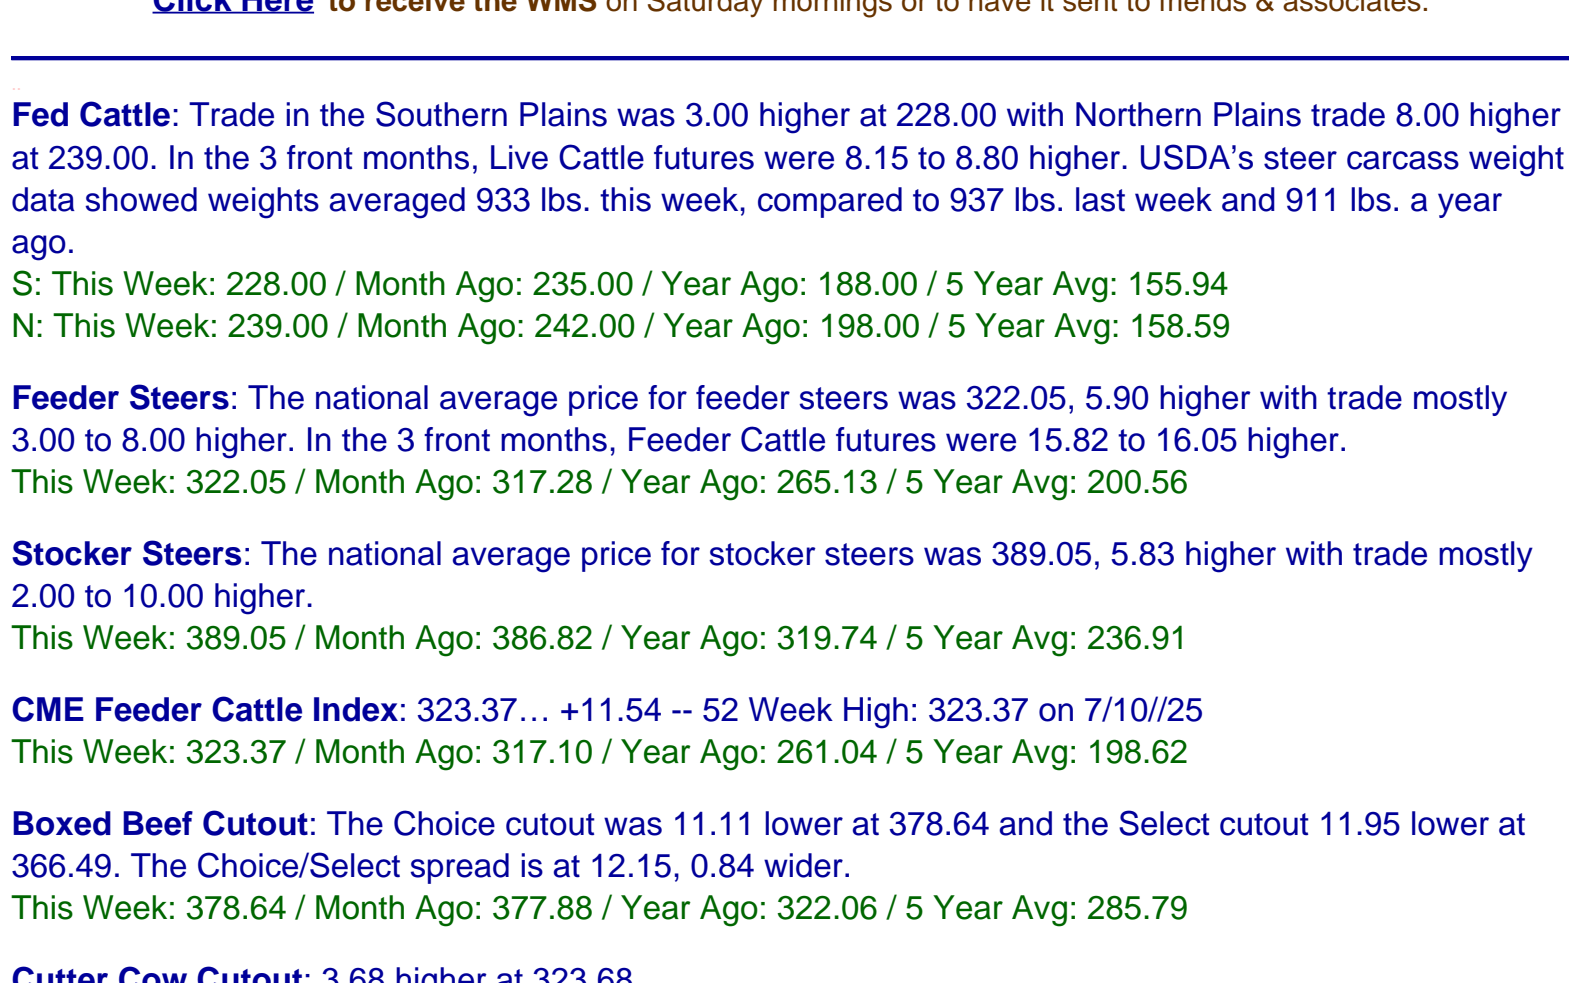 Click Here to receive the WMS on Saturday mornings or to have it sent to friends & associates.
..
Fed Cattle: Trade in the Southern Plains was 3.00 higher at 228.00 with Northern Plains trade 8.00 higher
at 239.00. In the 3 front months, Live Cattle futures were 8.15 to 8.80 higher. USDA’s steer carcass weight
data showed weights averaged 933 lbs. this week, compared to 937 lbs. last week and 911 lbs. a year
ago.
S: This Week: 228.00 / Month Ago: 235.00 / Year Ago: 188.00 / 5 Year Avg: 155.94
N: This Week: 239.00 / Month Ago: 242.00 / Year Ago: 198.00 / 5 Year Avg: 158.59
Feeder Steers: The national average price for feeder steers was 322.05, 5.90 higher with trade mostly
3.00 to 8.00 higher. In the 3 front months, Feeder Cattle futures were 15.82 to 16.05 higher.
This Week: 322.05 / Month Ago: 317.28 / Year Ago: 265.13 / 5 Year Avg: 200.56
Stocker Steers: The national average price for stocker steers was 389.05, 5.83 higher with trade mostly
2.00 to 10.00 higher.
This Week: 389.05 / Month Ago: 386.82 / Year Ago: 319.74 / 5 Year Avg: 236.91
CME Feeder Cattle Index: 323.37… +11.54 -- 52 Week High: 323.37 on 7/10//25
This Week: 323.37 / Month Ago: 317.10 / Year Ago: 261.04 / 5 Year Avg: 198.62
Boxed Beef Cutout: The Choice cutout was 11.11 lower at 378.64 and the Select cutout 11.95 lower at
366.49. The Choice/Select spread is at 12.15, 0.84 wider.
This Week: 378.64 / Month Ago: 377.88 / Year Ago: 322.06 / 5 Year Avg: 285.79
Cutter Cow Cutout: 3.68 higher at 323.68